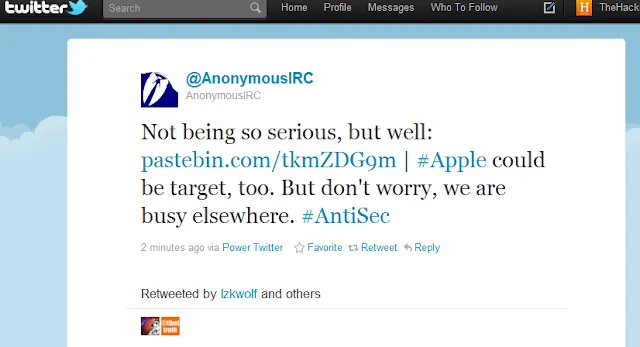 twitter Search Home Profile Messages Who To Follow TheHack
@AnonymousIRC
AnonymousIRC
Not being so serious, but well:
pastebin.com/tkmZDG9m | #Apple could
be target, too. But don't worry, we are
busy elsewhere. #AntiSec
2 minutes ago via Power Twitter Favorite Retweet Reply
Retweeted by lzkwolf and others